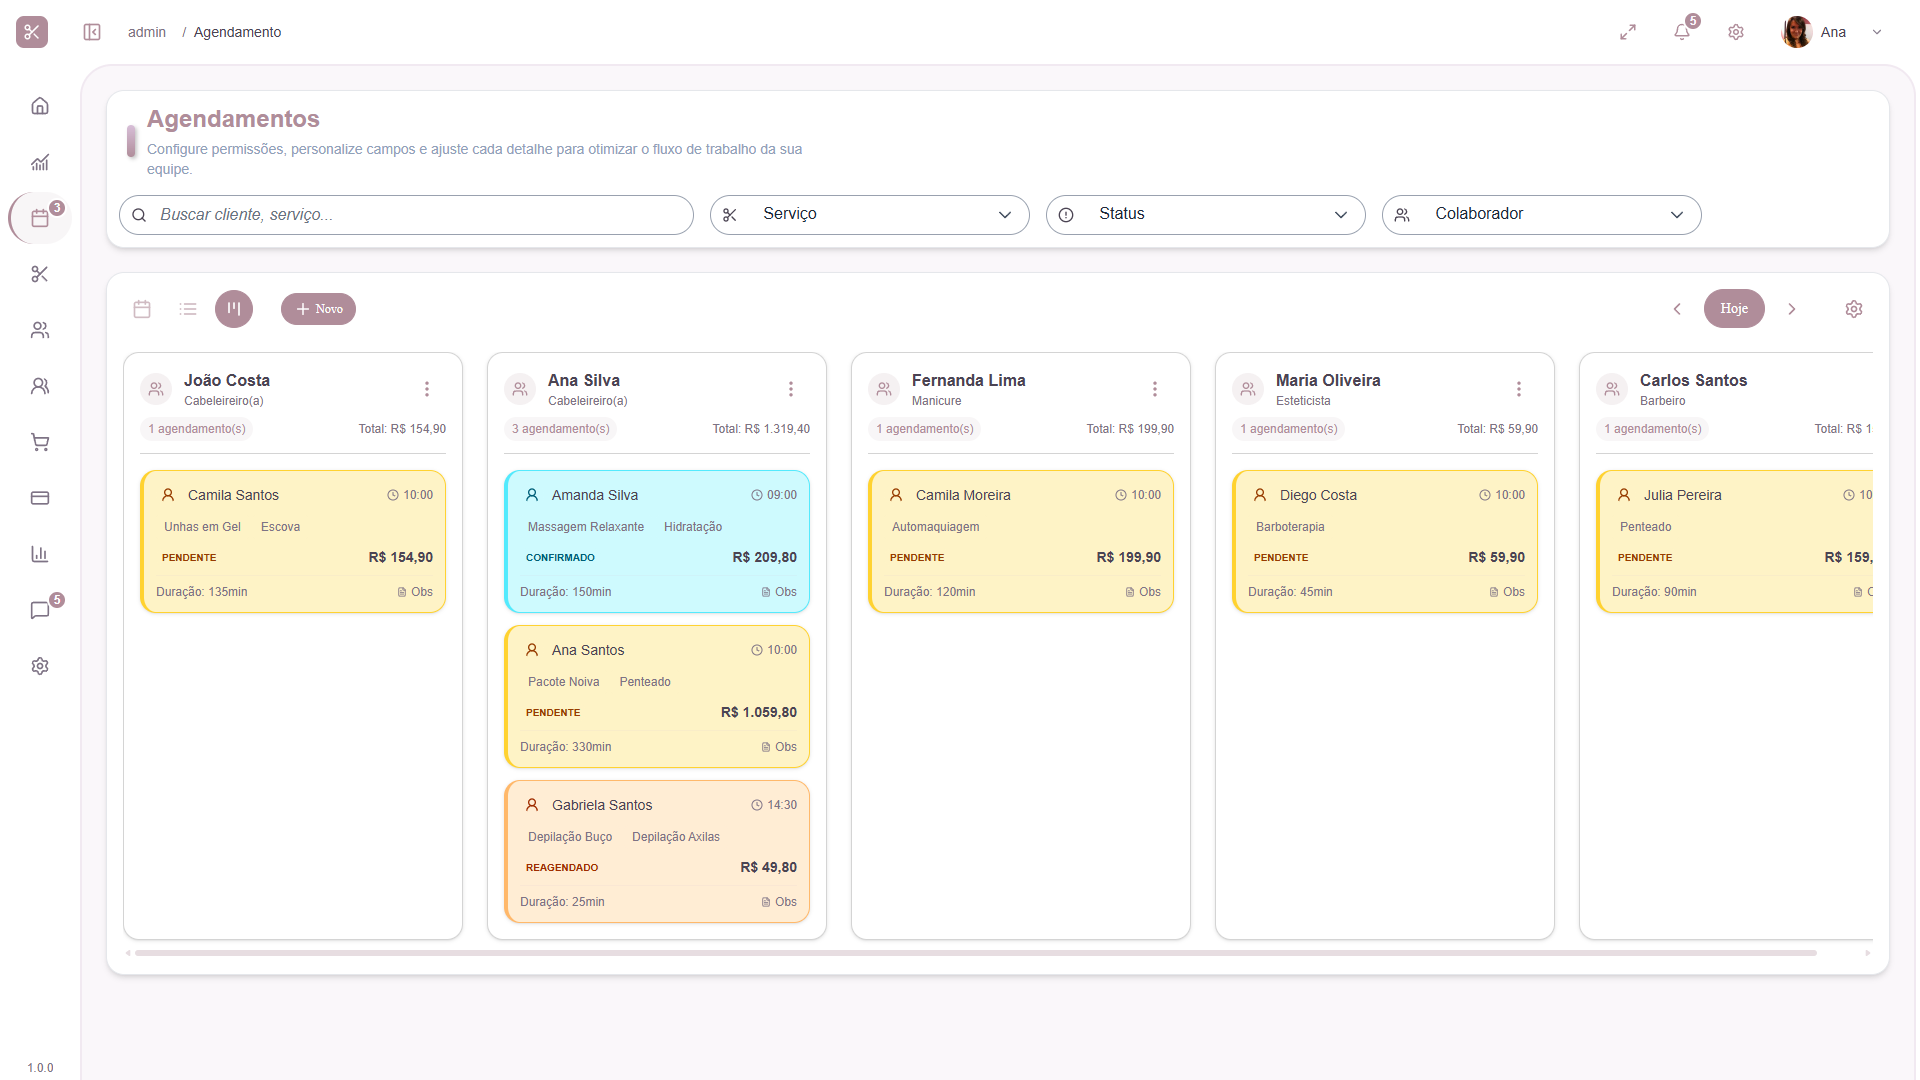 admin / Agendamento
5
Ana
Agendamentos
Configure permissões, personalize campos e ajuste cada detalhe para otimizar o fluxo de trabalho da sua
equipe.
Buscar cliente, serviço...
Serviço
Status
Colaborador
3
5
1.0.0
Novo
Hoje
João Costa
Cabeleireiro(a)
1 agendamento(s)
Total: R$ 154,90
Camila Santos
10:00
Unhas em Gel
Escova
PENDENTE
R$ 154,90
Duração: 135min
Obs
Ana Silva
Cabeleireiro(a)
3 agendamento(s)
Total: R$ 1.319,40
Amanda Silva
09:00
Massagem Relaxante
Hidratação
CONFIRMADO
R$ 209,80
Duração: 150min
Obs
Ana Santos
10:00
Pacote Noiva
Penteado
PENDENTE
R$ 1.059,80
Duração: 330min
Obs
Gabriela Santos
14:30
Depilação Buço
Depilação Axilas
REAGENDADO
R$ 49,80
Duração: 25min
Obs
Fernanda Lima
Manicure
1 agendamento(s)
Total: R$ 199,90
Camila Moreira
10:00
Automaquiagem
PENDENTE
R$ 199,90
Duração: 120min
Obs
Maria Oliveira
Esteticista
1 agendamento(s)
Total: R$ 59,90
Diego Costa
10:00
Barboterapia
PENDENTE
R$ 59,90
Duração: 45min
Obs
Carlos Santos
Barbeiro
1 agendamento(s)
Total: R$ 1
Julia Pereira
10
Penteado
PENDENTE
R$ 159,
Duração: 90min